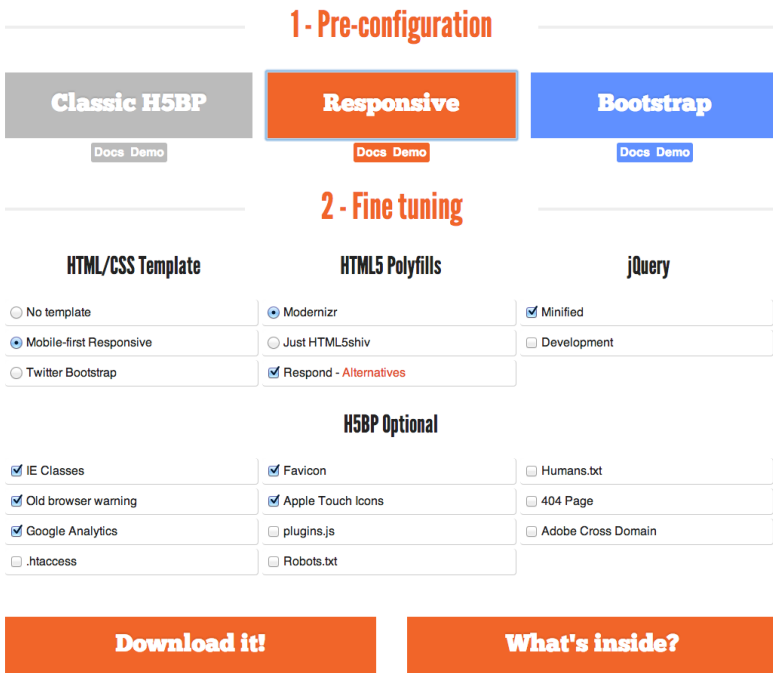 1 - Pre-configuration
Classic H5BP Responsive Bootstrap
Docs Demo Docs Demo Docs Demo
2 - Fine tuning
HTML/CSS Template HTML5 Polyfills jQuery
No template Modernizr Minified
Mobile-first Responsive Just HTML5shiv Development
Twitter Bootstrap Respond - Alternatives
H5BP Optional
IE Classes Favicon Humans.txt
Old browser warning Apple Touch Icons 404 Page
Google Analytics plugins.js Adobe Cross Domain
.htaccess Robots.txt
Download it! What's inside?